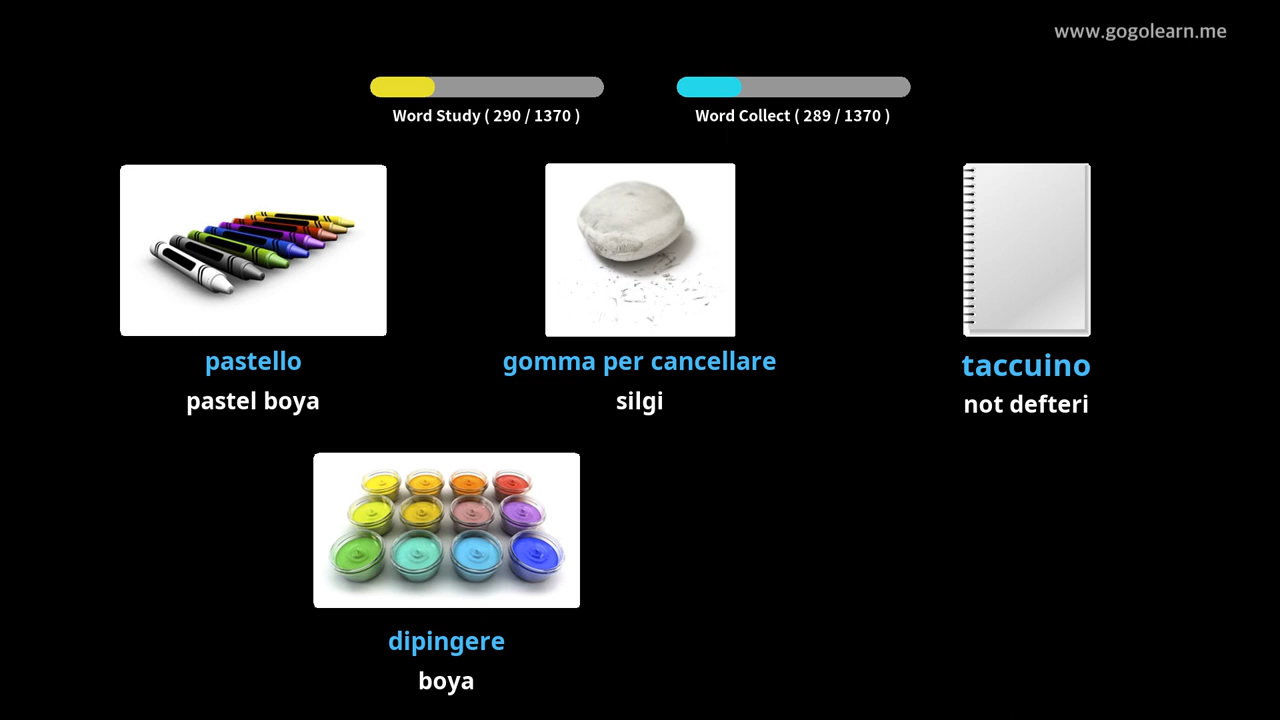 www.gogolearn.me
Word Study ( 290 / 1370 )
Word Collect ( 289 / 1370 )
pastello
pastel boya
gomma per cancellare
silgi
taccuino
not defteri
dipingere
boya